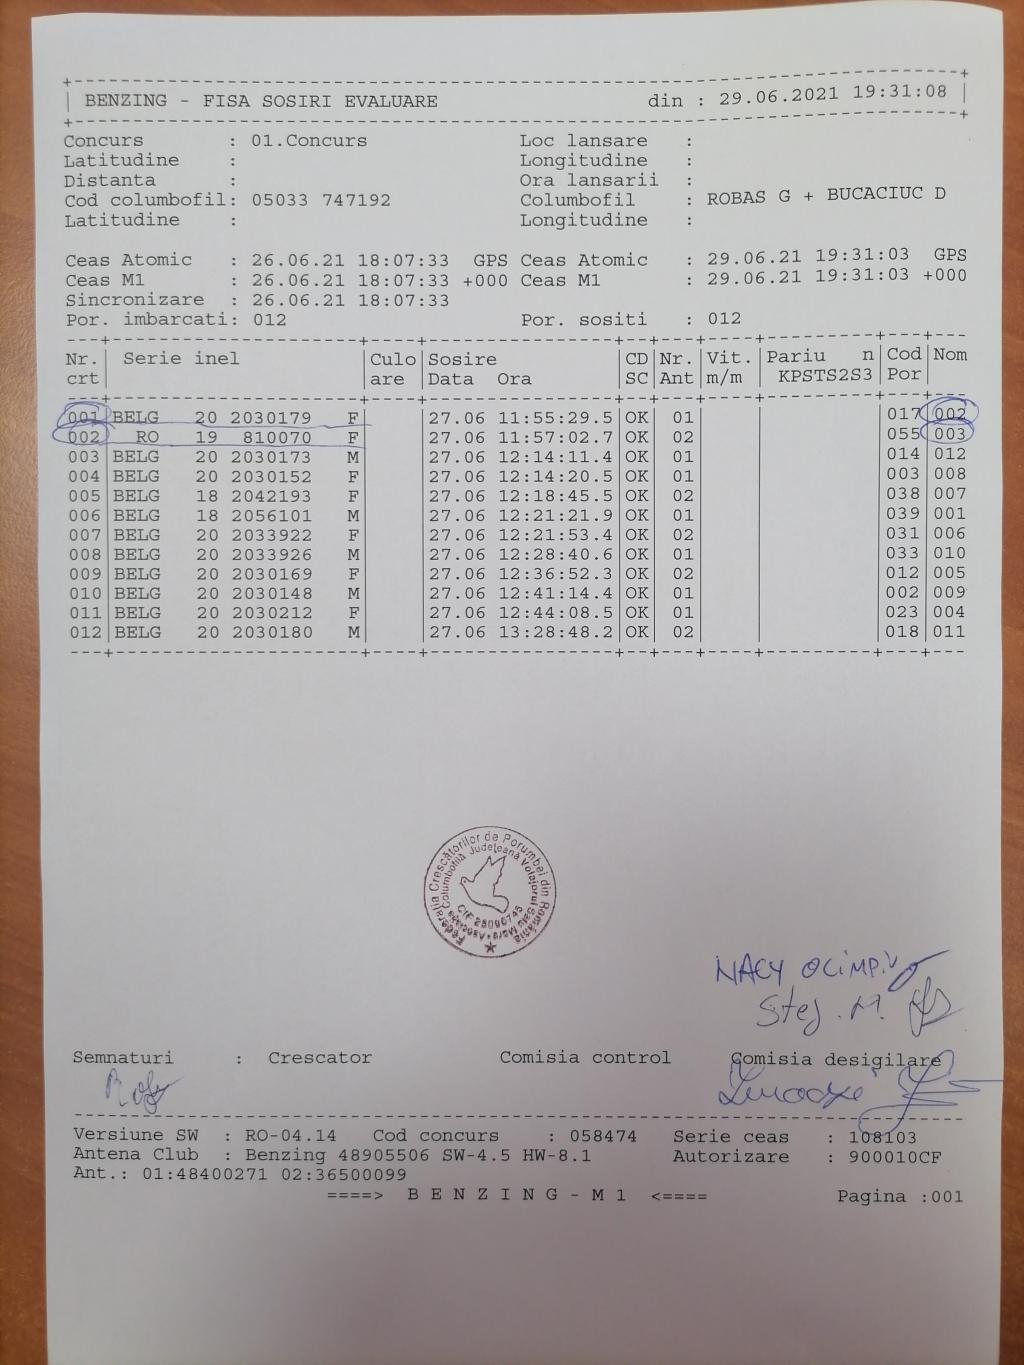 BENZING - FISA SOSIRI EVALUARE din : 29.06.2021 19:31:08
Concurs : 01.Concurs Loc lansare :
Latitudine : Longitudine :
Distanta : Ora lansarii :
Cod columbofil: 05033 747192 Columbofil : ROBAS G + BUCACIUC D
Latitudine : Longitudine :
Ceas Atomic : 26.06.21 18:07:33 GPS Ceas Atomic : 29.06.21 19:31:03 GPS
Ceas M1 : 26.06.21 18:07:33 +000 Ceas M1 : 29.06.21 19:31:03 +000
Sincronizare : 26.06.21 18:07:33
Por. imbarcati: 012 Por. sositi : 012
Nr. Serie inel Culo Sosire CD Nr. Vit. Pariu n Cod Nom
crt are Data Ora SC Ant m/m KPSTS2S3 Por
001 BELG 20 2030179 F 27.06 11:55:29.5 OK 01 017 002
002 RO 19 810070 F 27.06 11:57:02.7 OK 02 055 003
003 BELG 20 2030173 M 27.06 12:14:11.4 OK 01 014 012
004 BELG 20 2030152 F 27.06 12:14:20.5 OK 01 003 008
005 BELG 18 2042193 F 27.06 12:18:45.5 OK 02 038 007
006 BELG 18 2056101 M 27.06 12:21:21.9 OK 01 039 001
007 BELG 20 2033922 F 27.06 12:21:53.4 OK 02 031 006
008 BELG 20 2033926 M 27.06 12:28:40.6 OK 01 033 010
009 BELG 20 2030169 F 27.06 12:36:52.3 OK 02 012 005
010 BELG 20 2030148 M 27.06 12:41:14.4 OK 01 002 009
011 BELG 20 2030212 F 27.06 12:44:08.5 OK 01 023 004
012 BELG 20 2030180 M 27.06 13:28:48.2 OK 02 018 011
Federaţia Crescătorilor de Porumbei din România
Columbofilă Judeţeană Voiajorul Satu Mare • Asociaţia
CIF 26090745
Stej. M.
Semnaturi : Crescator Comisia control Comisia desigilare
Versiune SW : RO-04.14 Cod concurs : 058474 Serie ceas : 108103
Antena Club : Benzing 48905506 SW-4.5 HW-8.1 Autorizare : 900010CF
Ant.: 01:48400271 02:36500099
====> B E N Z I N G - M 1 <==== Pagina :001